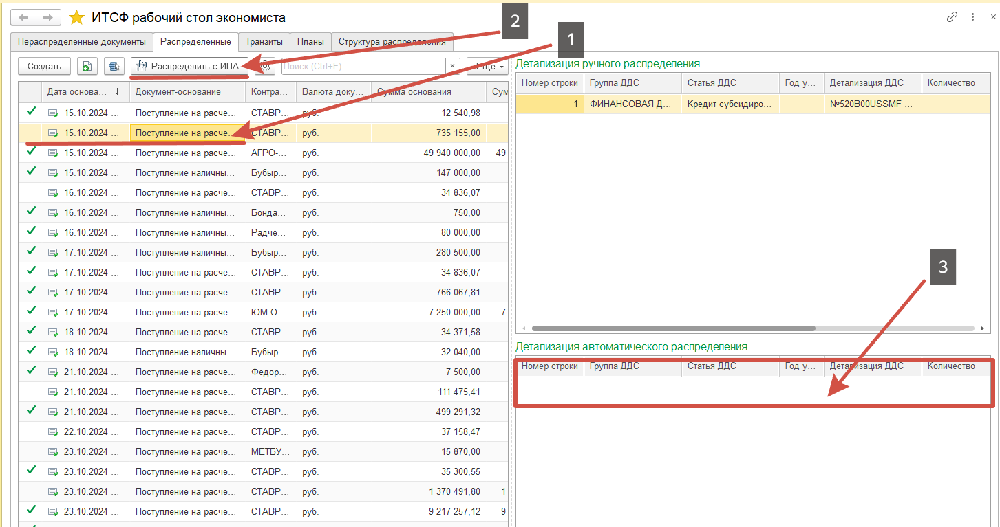 ИТСФ рабочий стол экономиста
2
1
Нераспределенные документы Распределенные Транзиты Планы Структура распределения
Создать Распределить с ИПА Поиск (Ctrl+F) × Еще
Дата основа... ↓ Документ-основание Контра... Валюта доку... Сумма основания Сум
15.10.2024 ... Поступление на расче... СТАВР... руб. 12 540,98
15.10.2024 ... Поступление на расче... СТАВР... руб. 735 155,00
15.10.2024 ... Поступление на расче... АГРО-... руб. 49 940 000,00 49
15.10.2024 ... Поступление наличны... Бубыр... руб. 147 000,00
16.10.2024 ... Поступление на расче... СТАВР... руб. 34 836,07
16.10.2024 ... Поступление наличны... Бонда... руб. 750,00
16.10.2024 ... Поступление наличны... Радче... руб. 80 000,00
17.10.2024 ... Поступление наличны... Бубыр... руб. 280 500,00
17.10.2024 ... Поступление на расче... СТАВР... руб. 34 836,07
17.10.2024 ... Поступление на расче... СТАВР... руб. 766 067,81
17.10.2024 ... Поступление на расче... ЮМ О... руб. 7 250 000,00 7
18.10.2024 ... Поступление на расче... СТАВР... руб. 34 371,58
18.10.2024 ... Поступление наличны... Бубыр... руб. 32 040,00
21.10.2024 ... Поступление на расче... Федор... руб. 7 500,00
21.10.2024 ... Поступление на расче... СТАВР... руб. 111 475,41
21.10.2024 ... Поступление на расче... СТАВР... руб. 499 291,32
22.10.2024 ... Поступление на расче... СТАВР... руб. 37 158,47
23.10.2024 ... Поступление на расче... МЕТБУ... руб. 15 870,00
23.10.2024 ... Поступление на расче... СТАВР... руб. 35 300,55
23.10.2024 ... Поступление на расче... СТАВР... руб. 1 370 491,80 1
23.10.2024 ... Поступление на расче... СТАВР... руб. 9 217 257,12 9
Детализация ручного распределения
Номер строки Группа ДДС Статья ДДС Год у... Детализация ДДС Количество
1 ФИНАНСОВАЯ Д... Кредит субсидиро... №520B00USSMF ...
3
Детализация автоматического распределения
Номер строки Группа ДДС Статья ДДС Год у... Детализация ДДС Количество